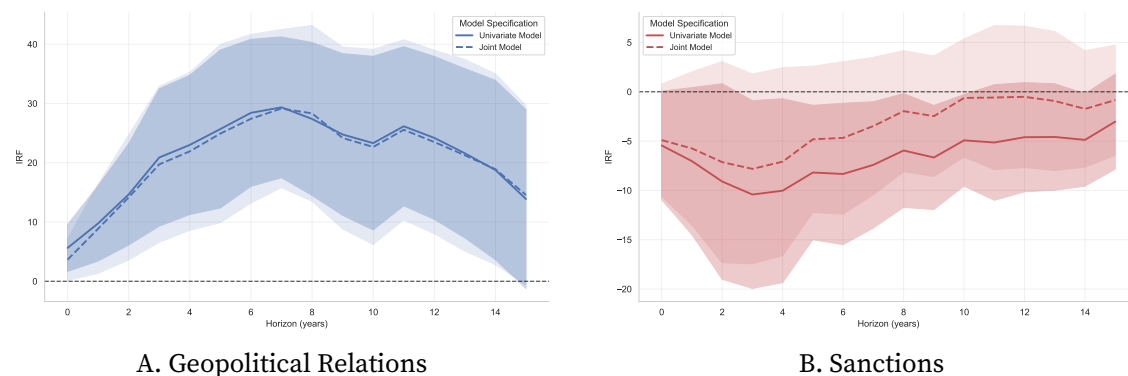 Model Specification
Univariate Model
Joint Model
40
30
20
10
0
IRF
0 2 4 6 8 10 12 14
Horizon (years)
A. Geopolitical Relations
Model Specification
Univariate Model
Joint Model
5
0
−5
−10
−15
−20
IRF
0 2 4 6 8 10 12 14
Horizon (years)
B. Sanctions